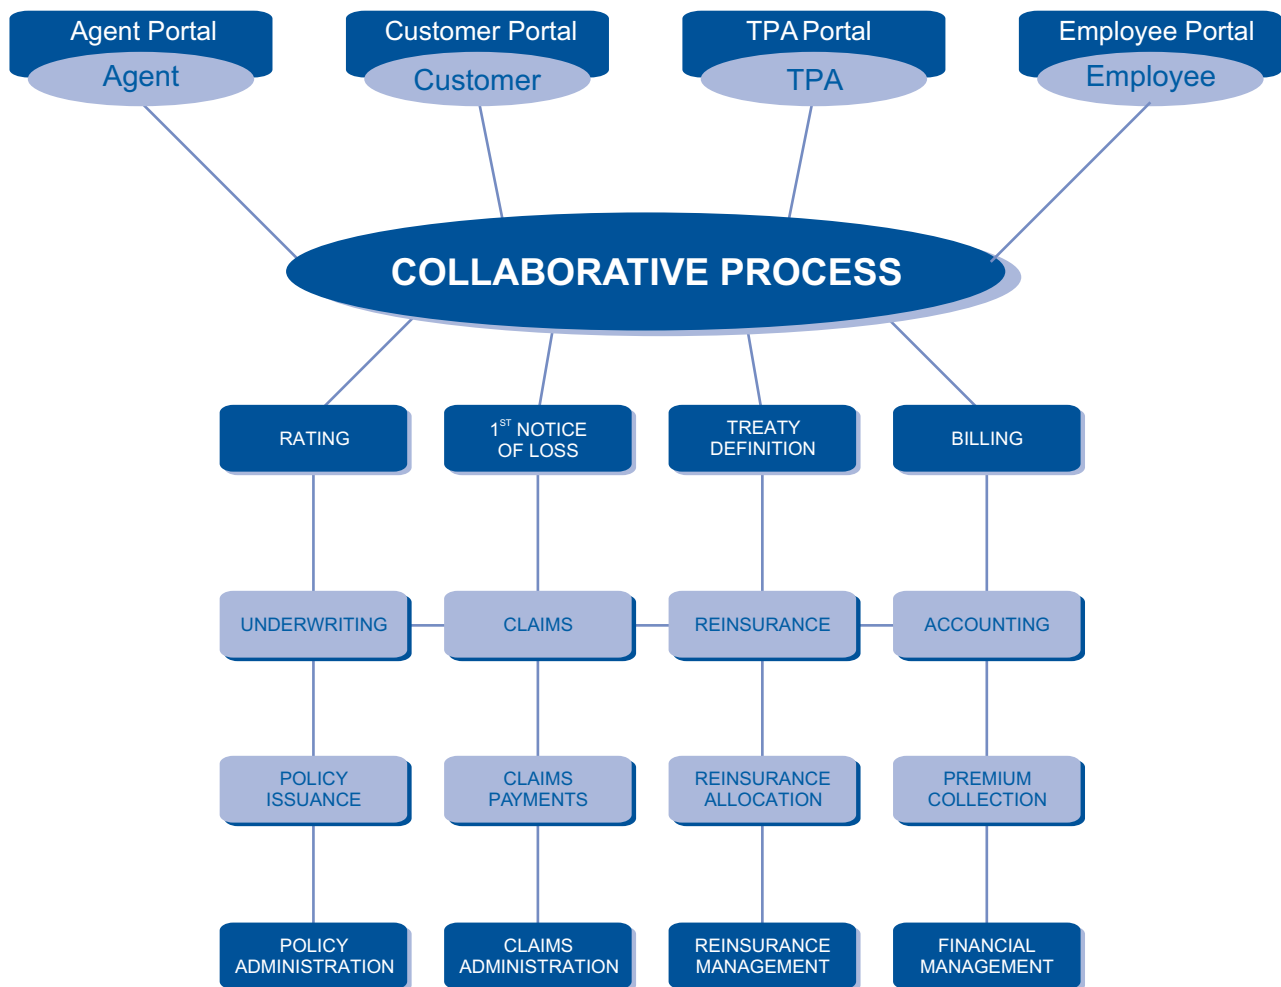 Agent Portal
Customer Portal
TPA Portal
Employee Portal
Agent
Customer
TPA
Employee
COLLABORATIVE PROCESS
RATING
1ST NOTICE
OF LOSS
TREATY
DEFINITION
BILLING
UNDERWRITING
CLAIMS
REINSURANCE
ACCOUNTING
POLICY
ISSUANCE
CLAIMS
PAYMENTS
REINSURANCE
ALLOCATION
PREMIUM
COLLECTION
POLICY
ADMINISTRATION
CLAIMS
ADMINISTRATION
REINSURANCE
MANAGEMENT
FINANCIAL
MANAGEMENT